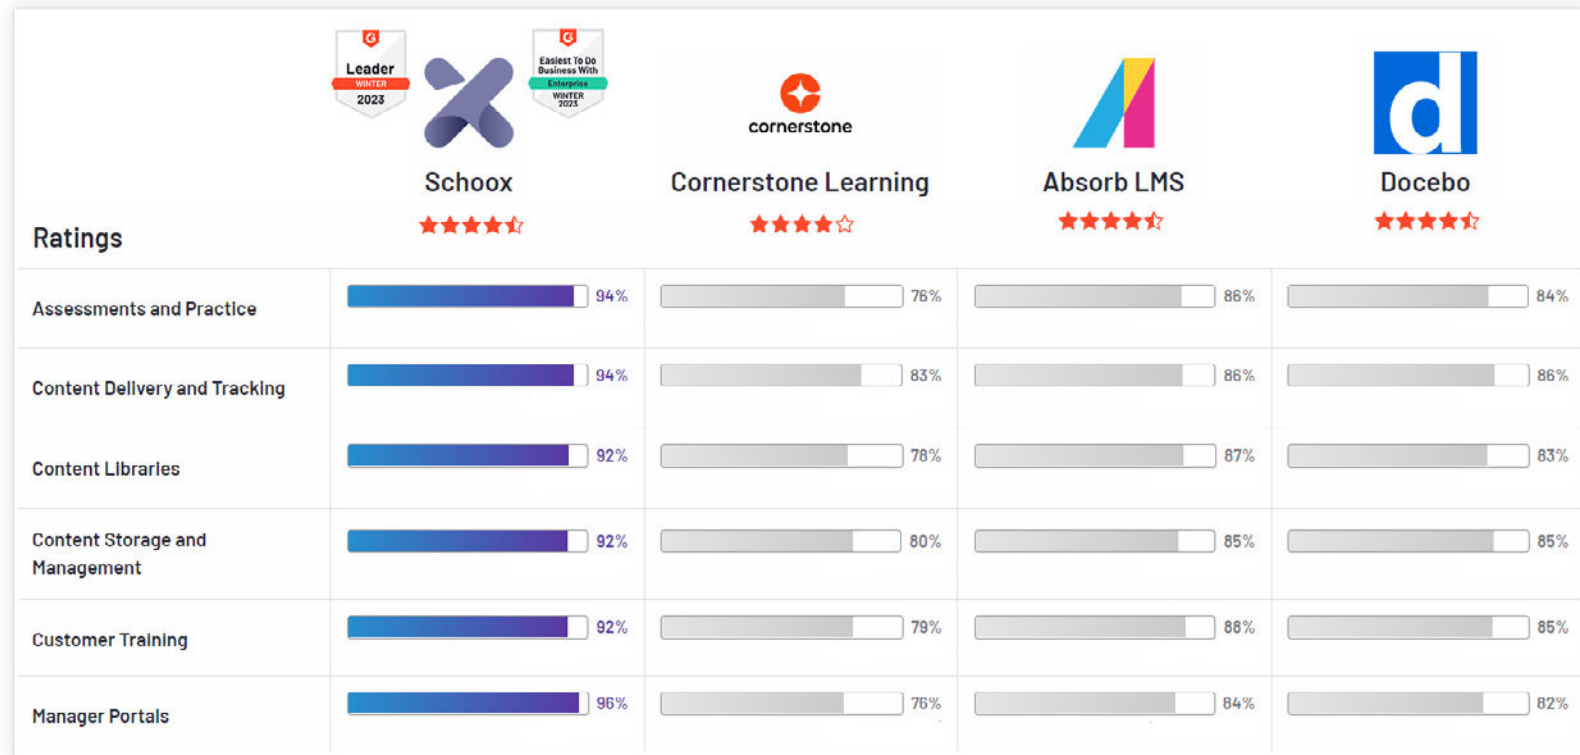 Leader
WINTER
2023
Easiest To Do
Business With
Enterprise
WINTER
2023
cornerstone
d
Schoox
Cornerstone Learning
Absorb LMS
Docebo
Ratings
Assessments and Practice
94%
76%
86%
84%
Content Delivery and Tracking
94%
83%
86%
86%
Content Libraries
92%
78%
87%
83%
Content Storage and
Management
92%
80%
85%
85%
Customer Training
92%
79%
88%
85%
Manager Portals
96%
76%
84%
82%